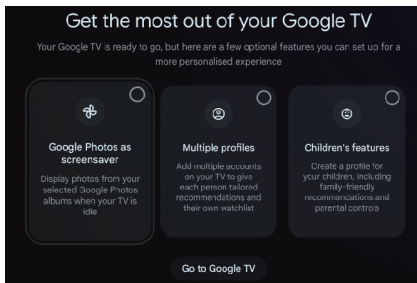 Get the most out of your Google TV
Your Google TV is ready to go, but here are a few optional features you can set up for a
more personalised experience
Google Photos as
screensaver
Display photos from your
selected Google Photos
albums when your TV is
idle
Multiple profiles
Add multiple accounts
on your TV to give
each person tailored
recommendations and
their own watchlist
Children's features
Create a profile for
your children, including
family-friendly
recommendations and
parental controls
Go to Google TV